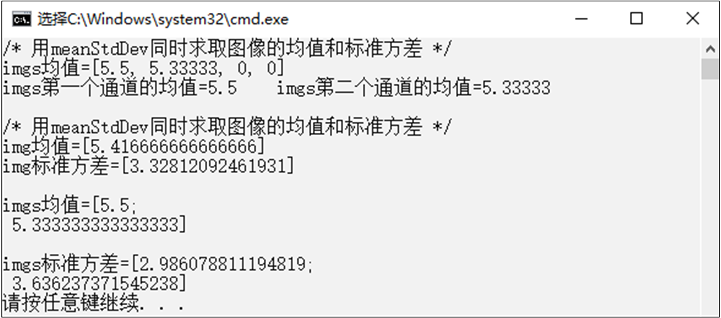 选择C:\Windows\system32\cmd.exe
/* 用meanStdDev同时求取图像的均值和标准方差 */
imgs均值=[5.5, 5.33333, 0, 0]
imgs第一个通道的均值=5.5    imgs第二个通道的均值=5.33333
/* 用meanStdDev同时求取图像的均值和标准方差 */
img均值=[5.416666666666666]
img标准方差=[3.32812092461931]
imgs均值=[5.5;
 5.333333333333333]
imgs标准方差=[2.986078811194819;
 3.636237371545238]
请按任意键继续. . .